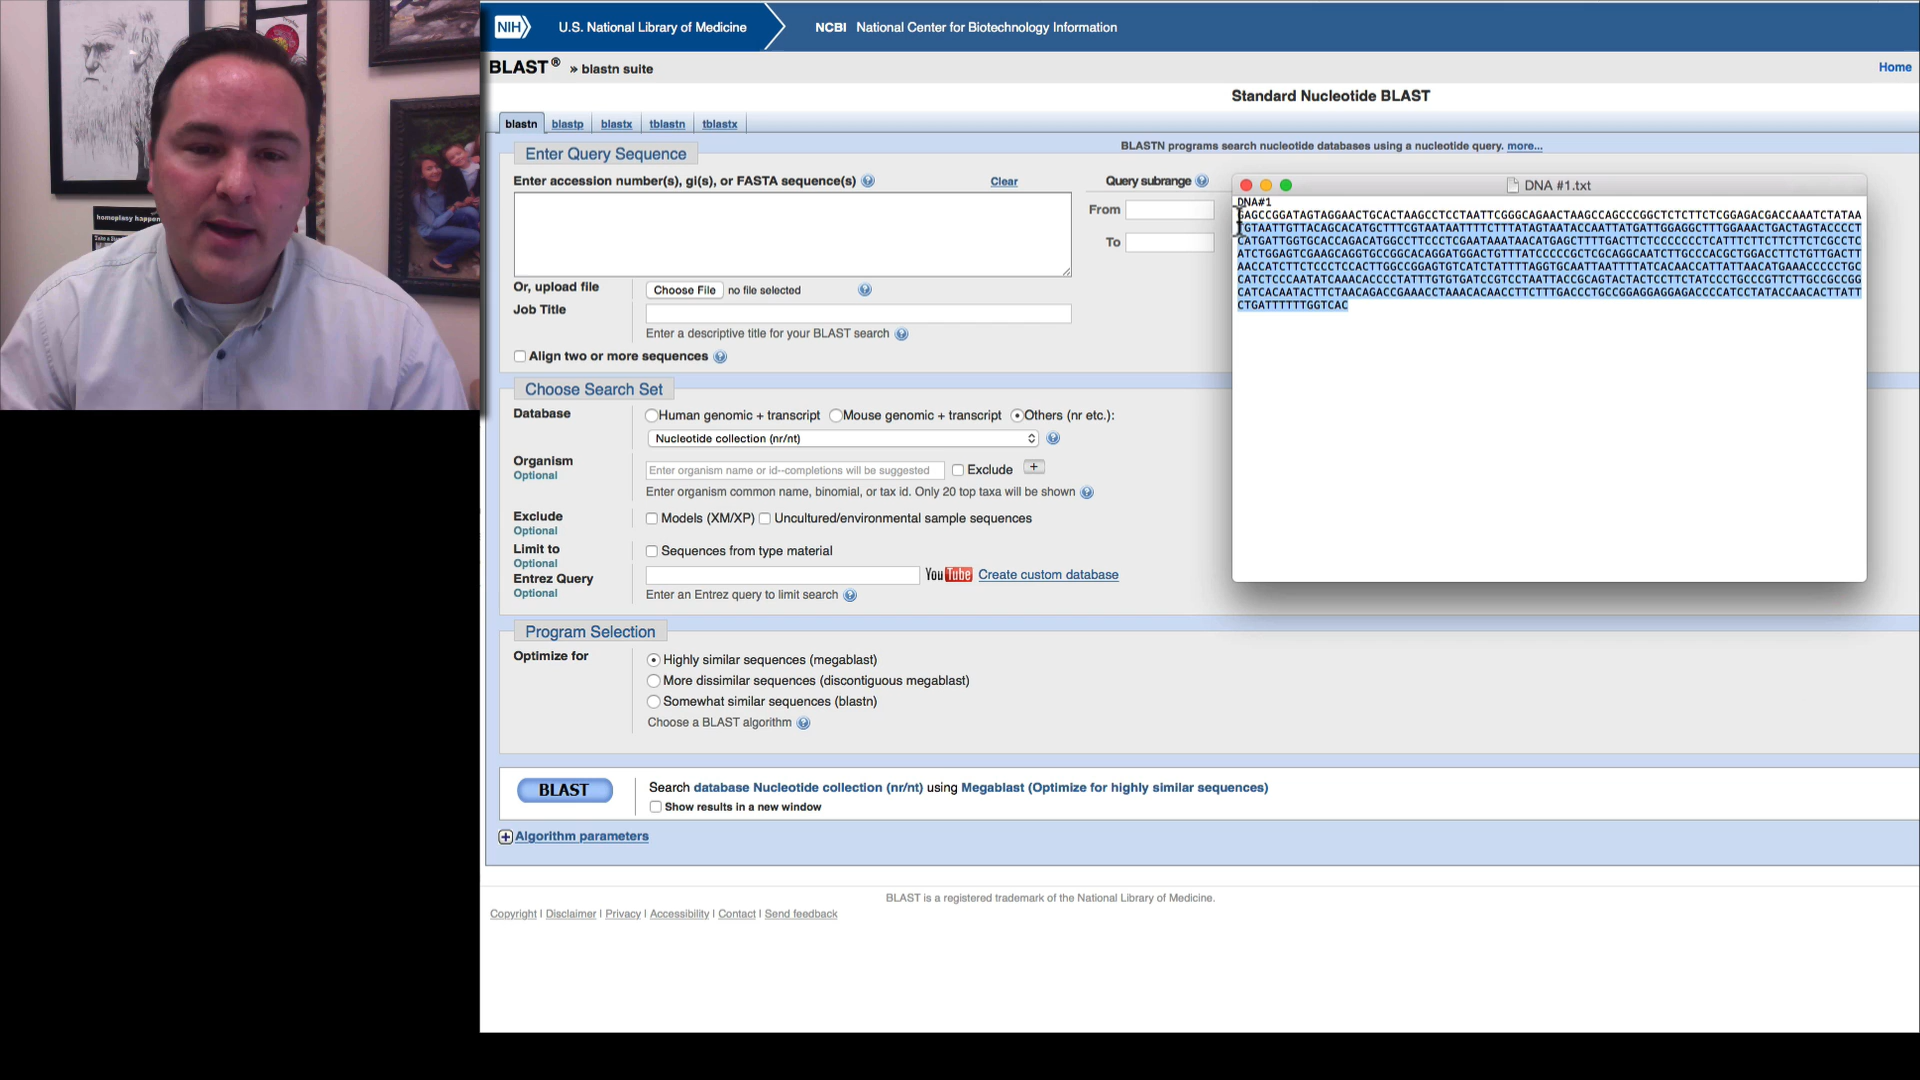 homoplasy happens
NIH
U.S. National Library of Medicine
NCBI National Center for Biotechnology Information
BLAST® » blastn suite
Home
Standard Nucleotide BLAST
blastn blastp blastx tblastn tblastx
Enter Query Sequence
BLASTN programs search nucleotide databases using a nucleotide query. more...
Enter accession number(s), gi(s), or FASTA sequence(s)
Clear
Query subrange
From
To
Or, upload file
Choose File no file selected
Job Title
Enter a descriptive title for your BLAST search
Align two or more sequences
DNA #1.txt
DNA#1
GAGCCGGATAGTAGGAACTGCACTAAGCCTCCTAATTCGGGCAGAACTAAGCCAGCCCGGCTCTCTTCTCGGAGACGACCAAATCTATAA
CTGATTTTTTGGTCAC
Choose Search Set
Database
Human genomic + transcript Mouse genomic + transcript Others (nr etc.):
Nucleotide collection (nr/nt)
Organism
Optional
Enter organism name or id--completions will be suggested
Exclude
+
Enter organism common name, binomial, or tax id. Only 20 top taxa will be shown
Exclude
Optional
Models (XM/XP) Uncultured/environmental sample sequences
Limit to
Optional
Sequences from type material
Entrez Query
Optional
YouTube Create custom database
Enter an Entrez query to limit search
Program Selection
Optimize for
Highly similar sequences (megablast)
More dissimilar sequences (discontiguous megablast)
Somewhat similar sequences (blastn)
Choose a BLAST algorithm
BLAST
Search database Nucleotide collection (nr/nt) using Megablast (Optimize for highly similar sequences)
Show results in a new window
Algorithm parameters
BLAST is a registered trademark of the National Library of Medicine.
Copyright | Disclaimer | Privacy | Accessibility | Contact | Send feedback